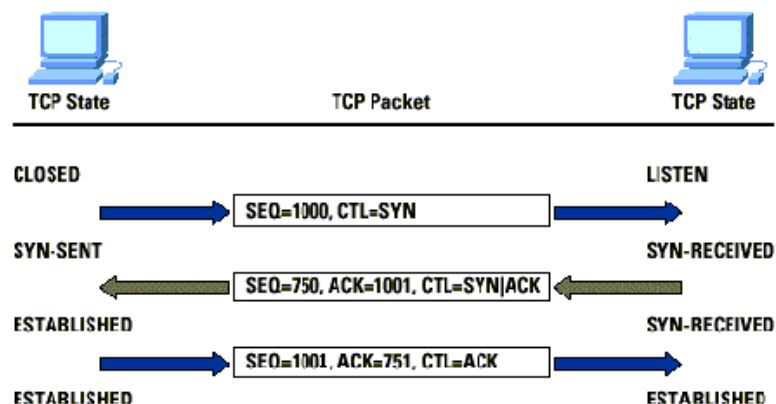 TCP State TCP Packet TCP State
CLOSED LISTEN
SEQ=1000, CTL=SYN
SYN-SENT SYN-RECEIVED
SEQ=750, ACK=1001, CTL=SYN|ACK
ESTABLISHED SYN-RECEIVED
SEQ=1001, ACK=751, CTL=ACK
ESTABLISHED ESTABLISHED